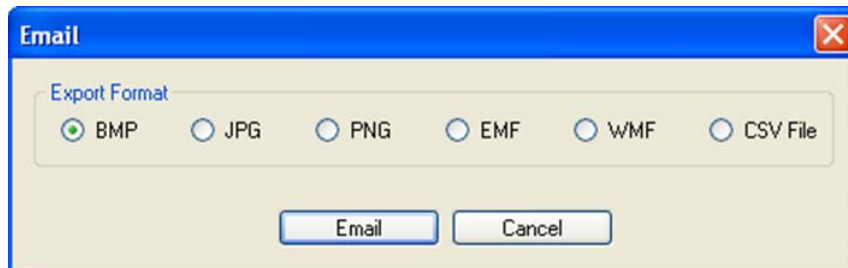 Email
Export Format
BMP JPG PNG EMF WMF CSV File
Email Cancel